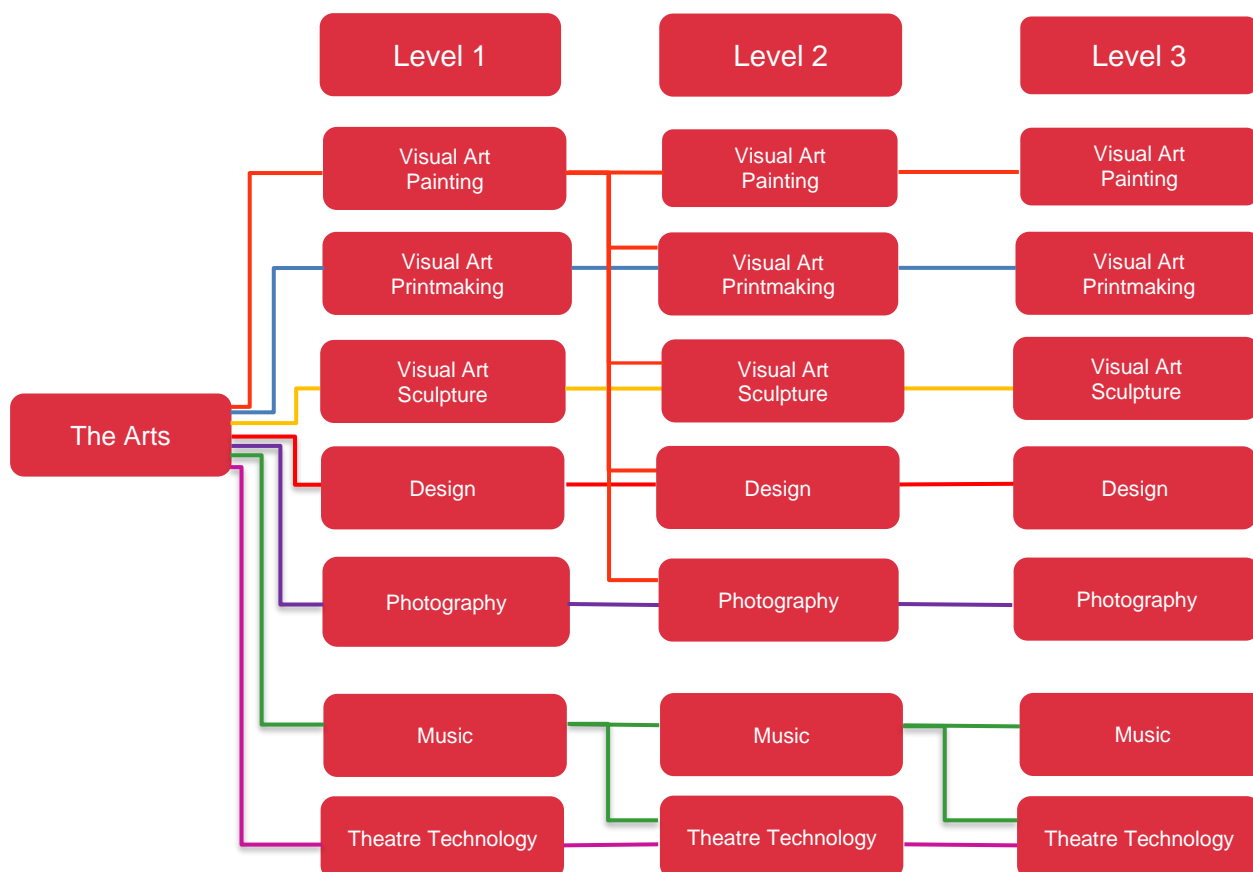 Level 1
Level 2
Level 3
Visual Art
Painting
Visual Art
Painting
Visual Art
Painting
Visual Art
Printmaking
Visual Art
Printmaking
Visual Art
Printmaking
Visual Art
Sculpture
Visual Art
Sculpture
Visual Art
Sculpture
The Arts
Design
Design
Design
Photography
Photography
Photography
Music
Music
Music
Theatre Technology
Theatre Technology
Theatre Technology